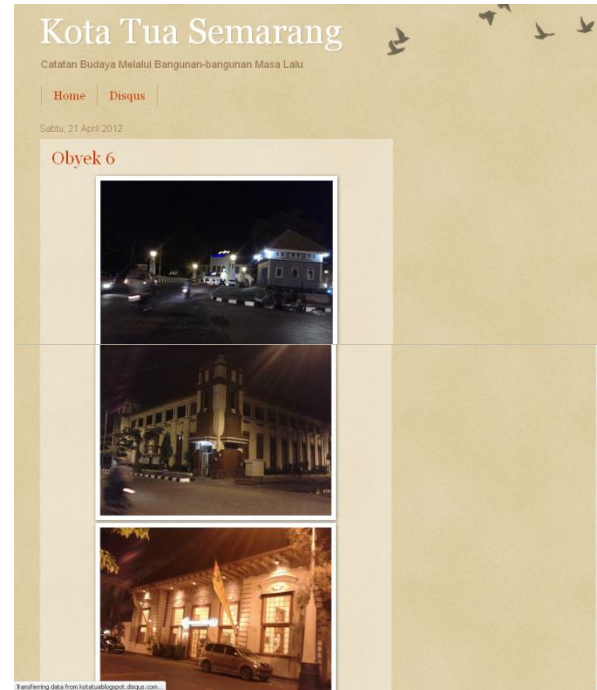 Kota Tua Semarang
Catatan Budaya Melalui Bangunan-bangunan Masa Lalu
Home Disqus
Sabtu, 21 April 2012
Obyek 6
Transferring data from kotatuablogspot.disqus.com...